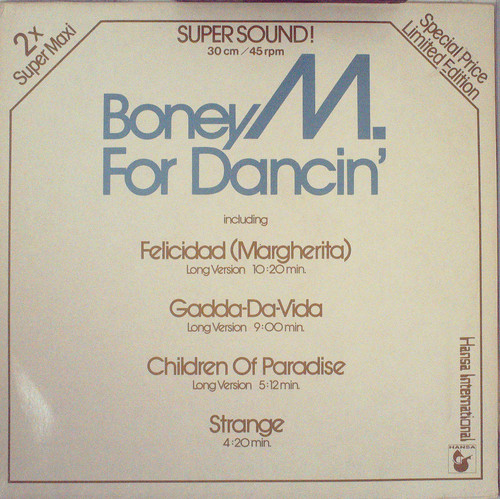 2x
Super Maxi
SUPER SOUND!
30 cm / 45 rpm
Special Price
Limited Edition
Boney M.
For Dancin'
including
Felicidad (Margherita)
Long Version 10:20 min.
Gadda-Da-Vida
Long Version 9:00 min.
Children Of Paradise
Long Version 5:12 min.
Strange
4:20 min.
Hansa International
HANSA